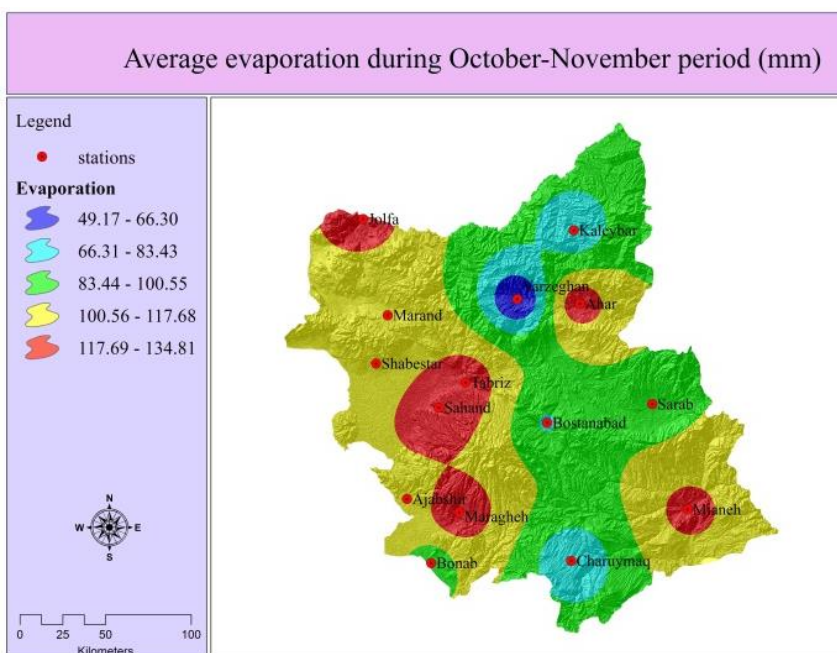 Average evaporation during October-November period (mm)
Legend
stations
Evaporation
49.17 - 66.30
66.31 - 83.43
83.44 - 100.55
100.56 - 117.68
117.69 - 134.81
N
W
E
S
0 25 50 100
Kilometers
Jolfa
Kaleybar
Varzeghan
Ahar
Marand
Shabestar
Tabriz
Sahand
Sarab
Bostanabad
Ajabshir
Maragheh
Mianeh
Bonab
Charuymaq